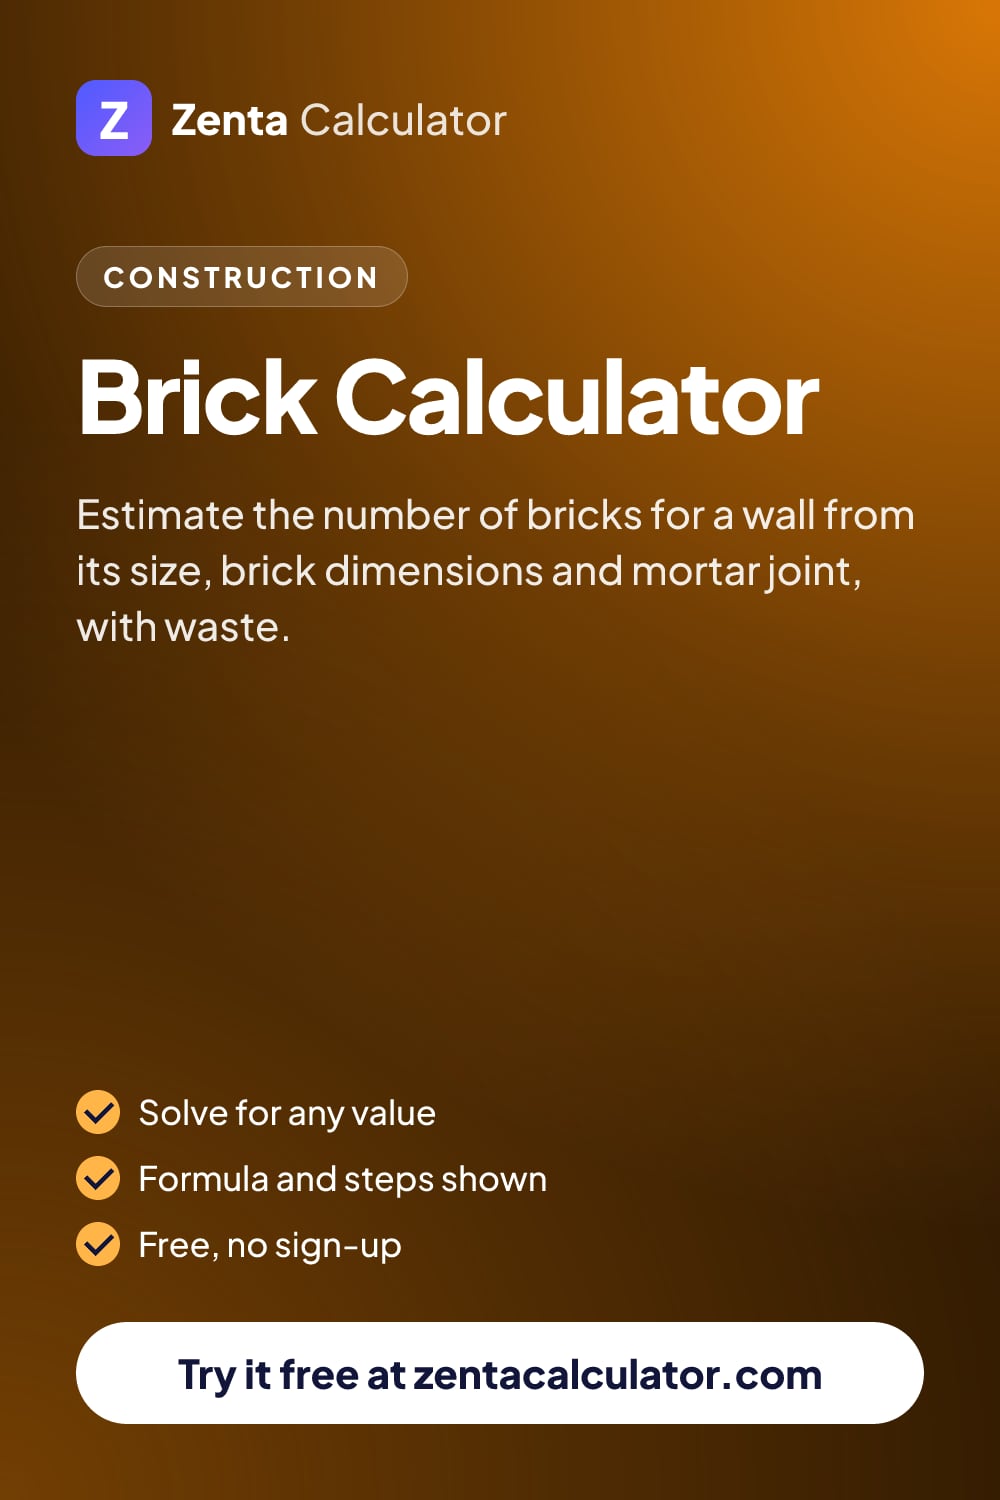 Z
Zenta Calculator
CONSTRUCTION
Brick Calculator
Estimate the number of bricks for a wall from
its size, brick dimensions and mortar joint,
with waste.
Solve for any value
Formula and steps shown
Free, no sign-up
Try it free at zentacalculator.com